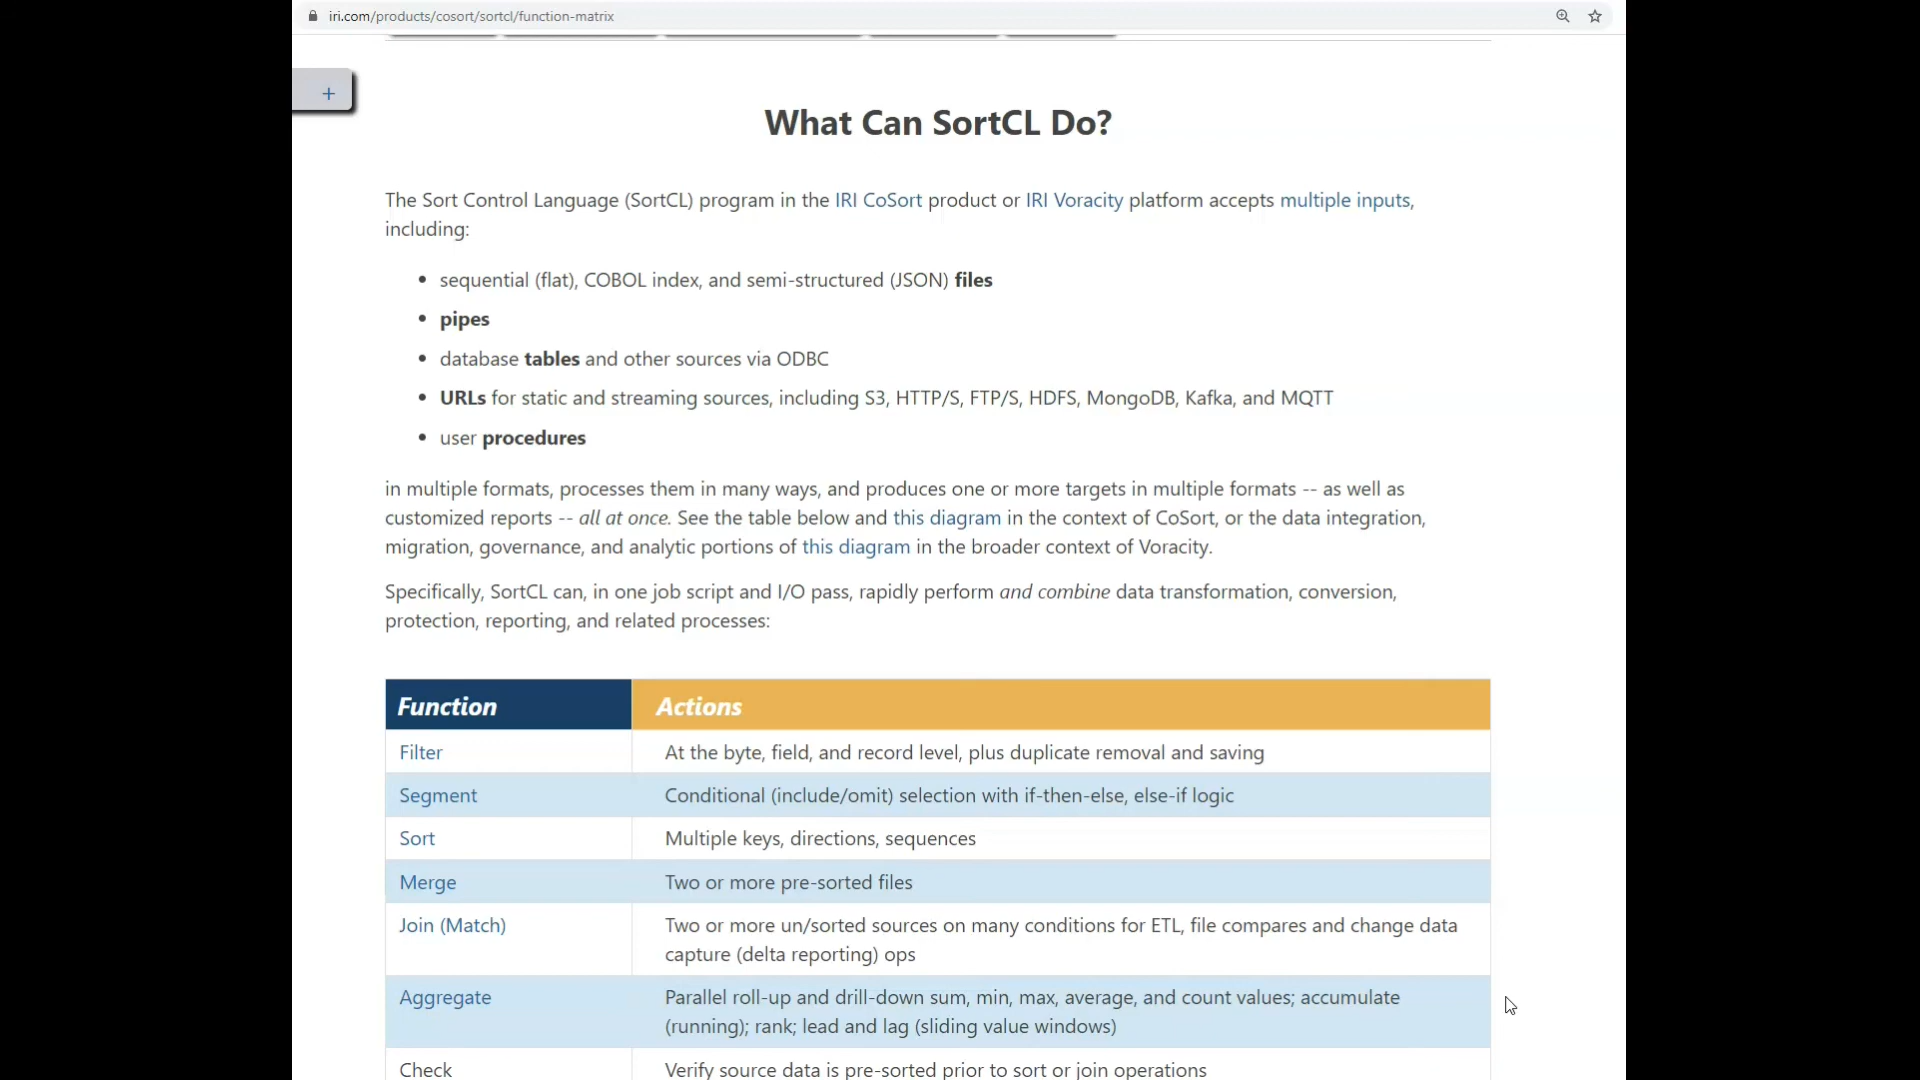 iri.com/products/cosort/sortcl/function-matrix
+
What Can SortCL Do?
The Sort Control Language (SortCL) program in the IRI CoSort product or IRI Voracity platform accepts multiple inputs,
including:
• sequential (flat), COBOL index, and semi-structured (JSON) files
• pipes
• database tables and other sources via ODBC
• URLs for static and streaming sources, including S3, HTTP/S, FTP/S, HDFS, MongoDB, Kafka, and MQTT
• user procedures
in multiple formats, processes them in many ways, and produces one or more targets in multiple formats -- as well as
customized reports -- all at once. See the table below and this diagram in the context of CoSort, or the data integration,
migration, governance, and analytic portions of this diagram in the broader context of Voracity.
Specifically, SortCL can, in one job script and I/O pass, rapidly perform and combine data transformation, conversion,
protection, reporting, and related processes:
Function Actions
Filter At the byte, field, and record level, plus duplicate removal and saving
Segment Conditional (include/omit) selection with if-then-else, else-if logic
Sort Multiple keys, directions, sequences
Merge Two or more pre-sorted files
Join (Match) Two or more un/sorted sources on many conditions for ETL, file compares and change data
capture (delta reporting) ops
Aggregate Parallel roll-up and drill-down sum, min, max, average, and count values; accumulate
(running); rank; lead and lag (sliding value windows)
Check Verify source data is pre-sorted prior to sort or join operations